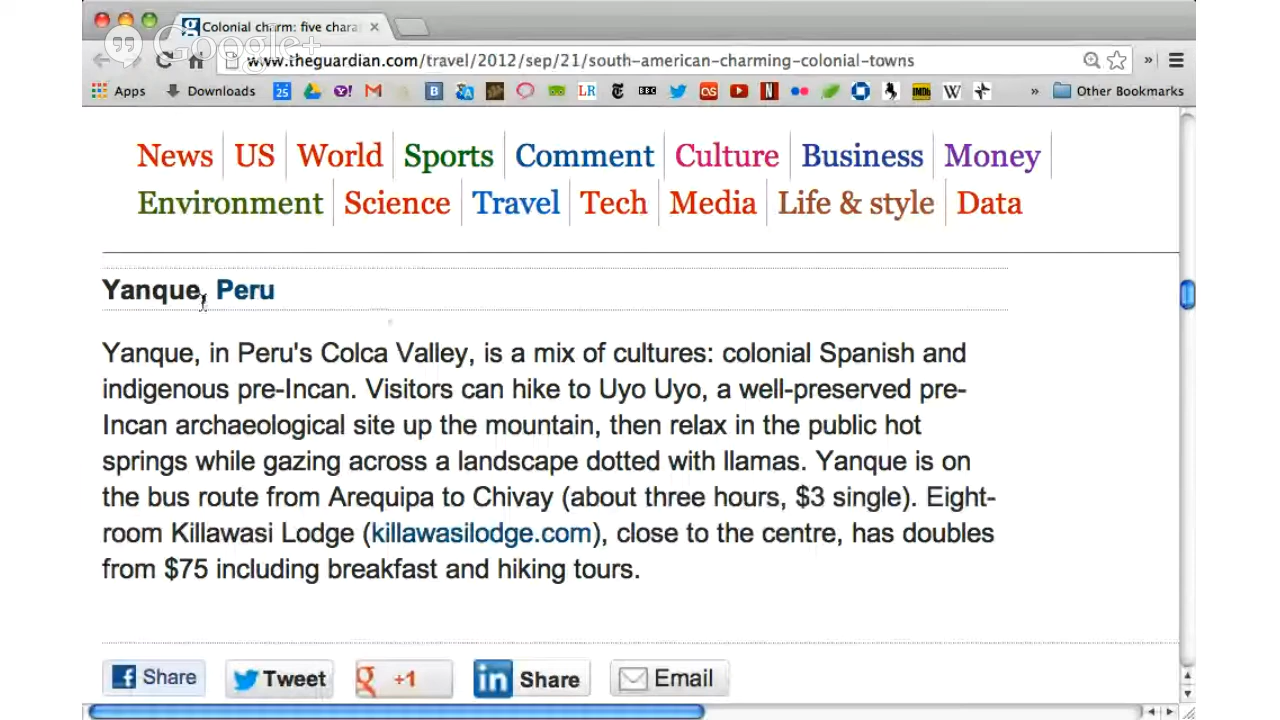 Colonial charm: five chara
Google+
www.theguardian.com/travel/2012/sep/21/south-american-charming-colonial-towns
Apps Downloads 25 Y! B LR BBC N IMDb W » Other Bookmarks
News US World Sports Comment Culture Business Money
Environment Science Travel Tech Media Life & style Data
Yanque, Peru
Yanque, in Peru's Colca Valley, is a mix of cultures: colonial Spanish and
indigenous pre-Incan. Visitors can hike to Uyo Uyo, a well-preserved pre-
Incan archaeological site up the mountain, then relax in the public hot
springs while gazing across a landscape dotted with llamas. Yanque is on
the bus route from Arequipa to Chivay (about three hours, $3 single). Eight-
room Killawasi Lodge (killawasilodge.com), close to the centre, has doubles
from $75 including breakfast and hiking tours.
Share Tweet +1 in Share Email